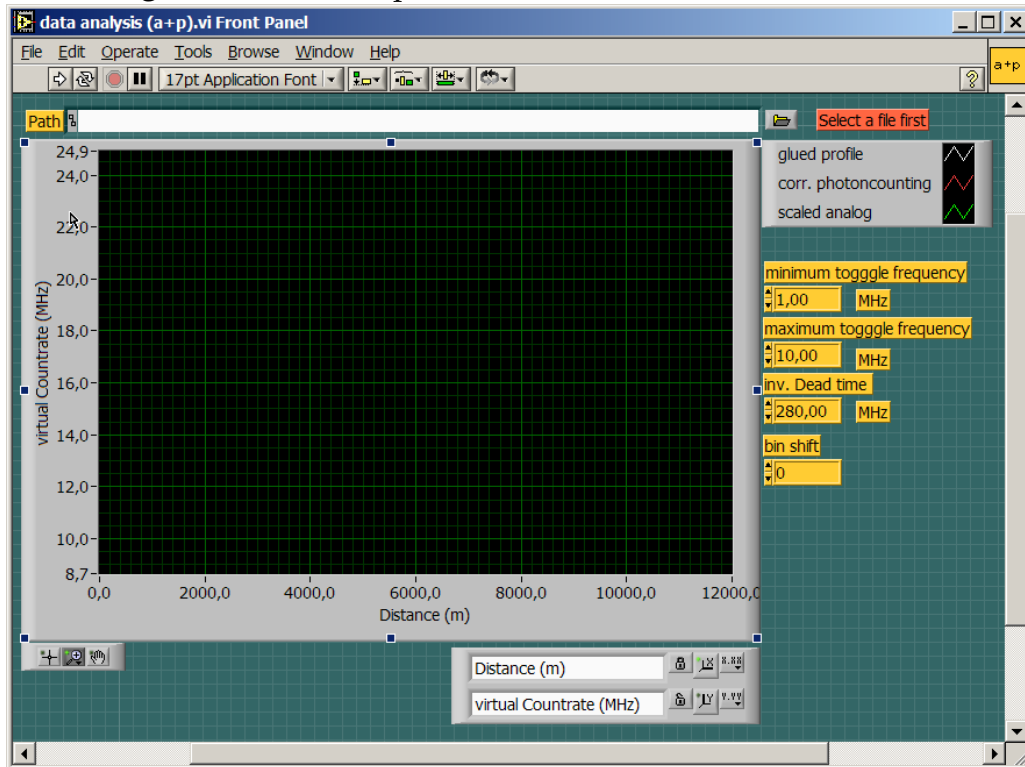 data analysis (a+p).vi Front Panel
File Edit Operate Tools Browse Window Help
17pt Application Font
?
a+p
Path
Select a file first
24,9
24,0
22,0
20,0
18,0
16,0
14,0
12,0
10,0
8,7
virtual Countrate (MHz)
0,0 2000,0 4000,0 6000,0 8000,0 10000,0 12000,0
Distance (m)
glued profile
corr. photoncounting
scaled analog
minimum togggle frequency
1,00 MHz
maximum togggle frequency
10,00 MHz
inv. Dead time
280,00 MHz
bin shift
0
Distance (m) X X.XX
virtual Countrate (MHz) Y Y.YY